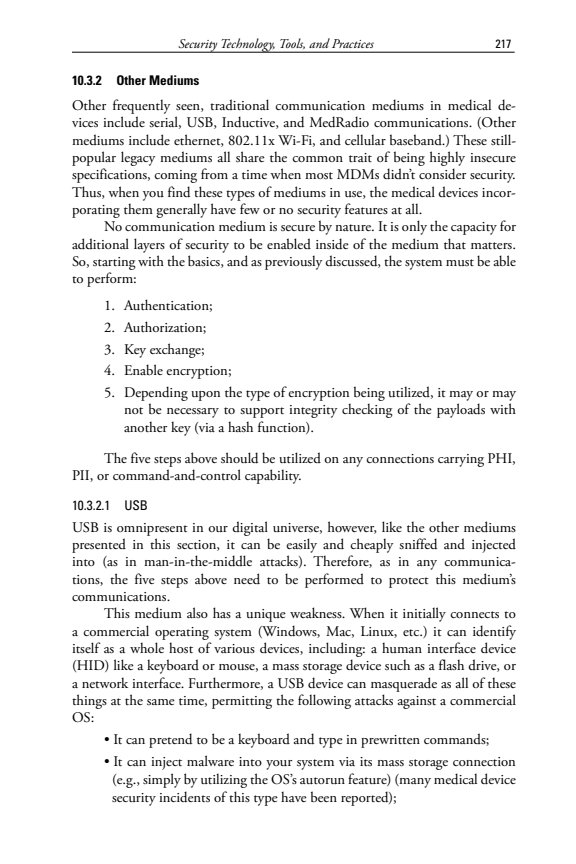 Security Technology, Tools, and Practices 217
10.3.2 Other Mediums
Other frequently seen, traditional communication mediums in medical de-
vices include serial, USB, Inductive, and MedRadio communications. (Other
mediums include ethernet, 802.11x Wi-Fi, and cellular baseband.) These still-
popular legacy mediums all share the common trait of being highly insecure
specifications, coming from a time when most MDMs didn’t consider security.
Thus, when you find these types of mediums in use, the medical devices incor-
porating them generally have few or no security features at all.
No communication medium is secure by nature. It is only the capacity for
additional layers of security to be enabled inside of the medium that matters.
So, starting with the basics, and as previously discussed, the system must be able
to perform:
1. Authentication;
2. Authorization;
3. Key exchange;
4. Enable encryption;
5. Depending upon the type of encryption being utilized, it may or may
not be necessary to support integrity checking of the payloads with
another key (via a hash function).
The five steps above should be utilized on any connections carrying PHI,
PII, or command-and-control capability.
10.3.2.1 USB
USB is omnipresent in our digital universe, however, like the other mediums
presented in this section, it can be easily and cheaply sniffed and injected
into (as in man-in-the-middle attacks). Therefore, as in any communica-
tions, the five steps above need to be performed to protect this medium’s
communications.
This medium also has a unique weakness. When it initially connects to
a commercial operating system (Windows, Mac, Linux, etc.) it can identify
itself as a whole host of various devices, including: a human interface device
(HID) like a keyboard or mouse, a mass storage device such as a flash drive, or
a network interface. Furthermore, a USB device can masquerade as all of these
things at the same time, permitting the following attacks against a commercial
OS:
• It can pretend to be a keyboard and type in prewritten commands;
• It can inject malware into your system via its mass storage connection
(e.g., simply by utilizing the OS’s autorun feature) (many medical device
security incidents of this type have been reported);